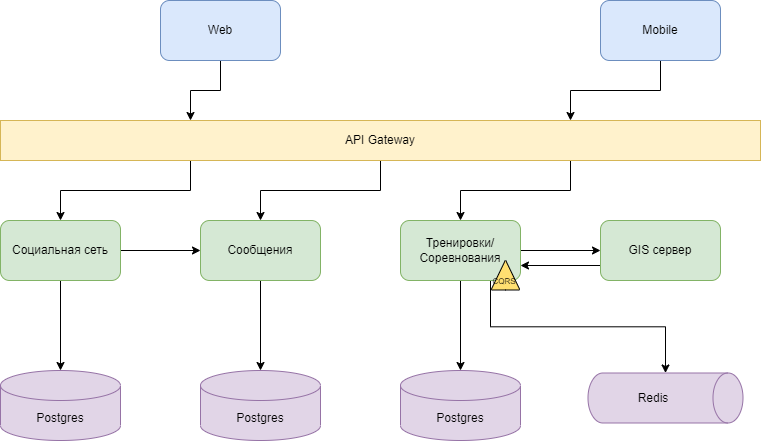 Web
Mobile
API Gateway
Социальная сеть
Сообщения
Тренировки/
Соревнования
GIS сервер
CQRS
Postgres
Postgres
Postgres
Redis